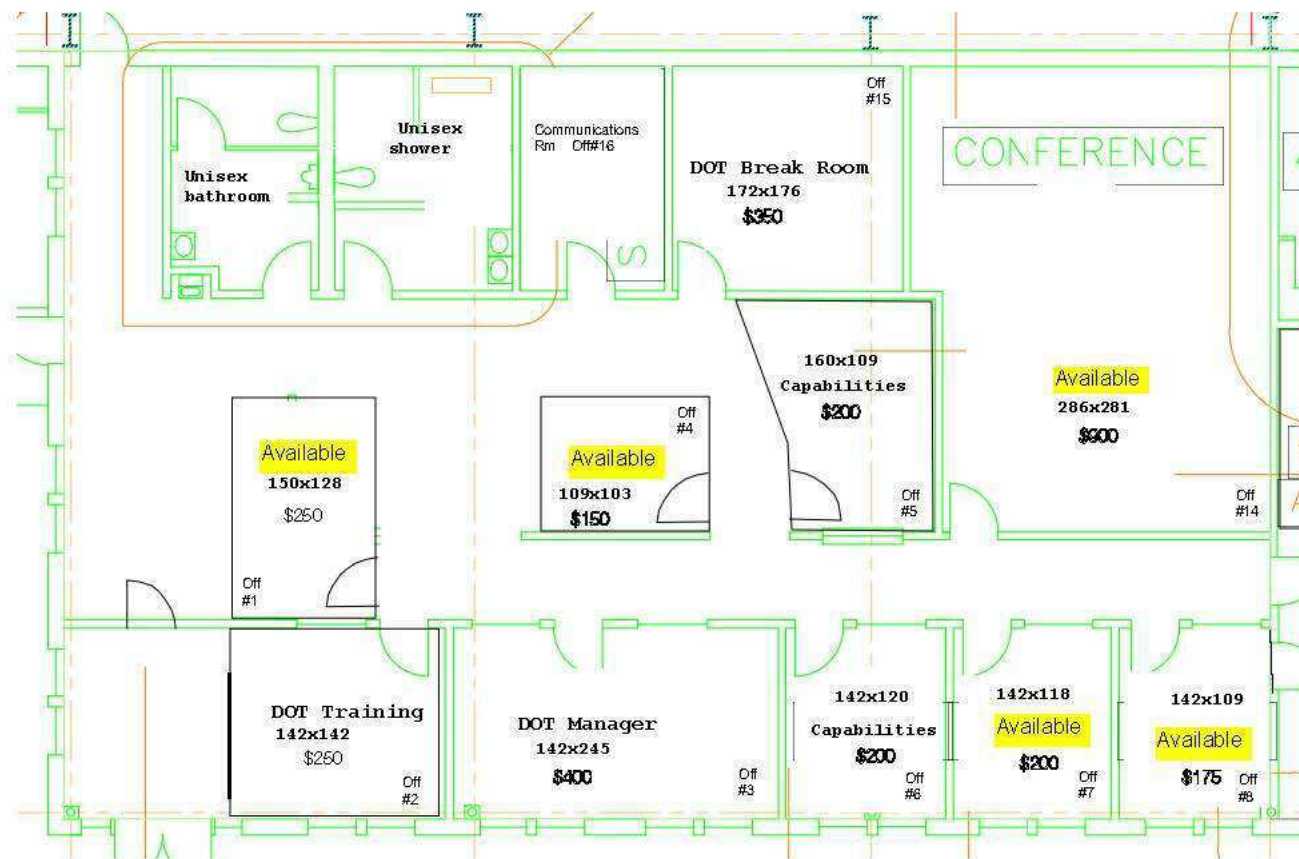 Off
#15
Unisex
shower
Communications
Rm Off#16
CONFERENCE
DOT Break Room
172x176
$350
Unisex
bathroom
S
160x109
Capabilities
$200
Off
#5
Available
286x281
$900
Off
#14
Available
150x128
$250
Off
#1
Off
#4
Available
109x103
$150
DOT Training
142x142
$250
Off
#2
DOT Manager
142x245
$400
Off
#3
142x120
Capabilities
$200
Off
#6
142x118
Available
$200
Off
#7
142x109
Available
$175
Off
#8